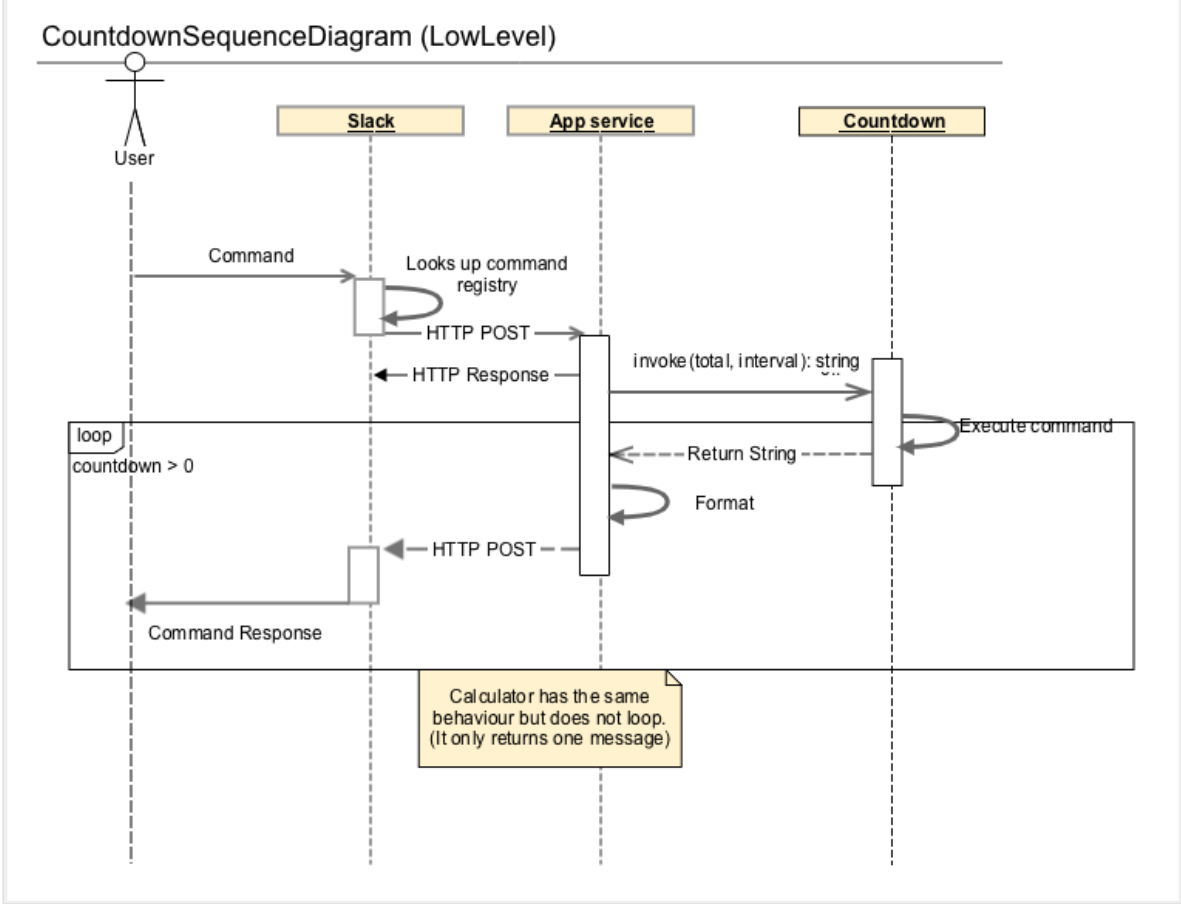 CountdownSequenceDiagram (LowLevel)
User
Slack
App service
Countdown
Command
Looks up command
registry
HTTP POST
HTTP Response
invoke(total, interval): string
loop
countdown > 0
Execute command
Return String
Format
HTTP POST
Command Response
Calculator has the same
behaviour but does not loop.
(It only returns one message)